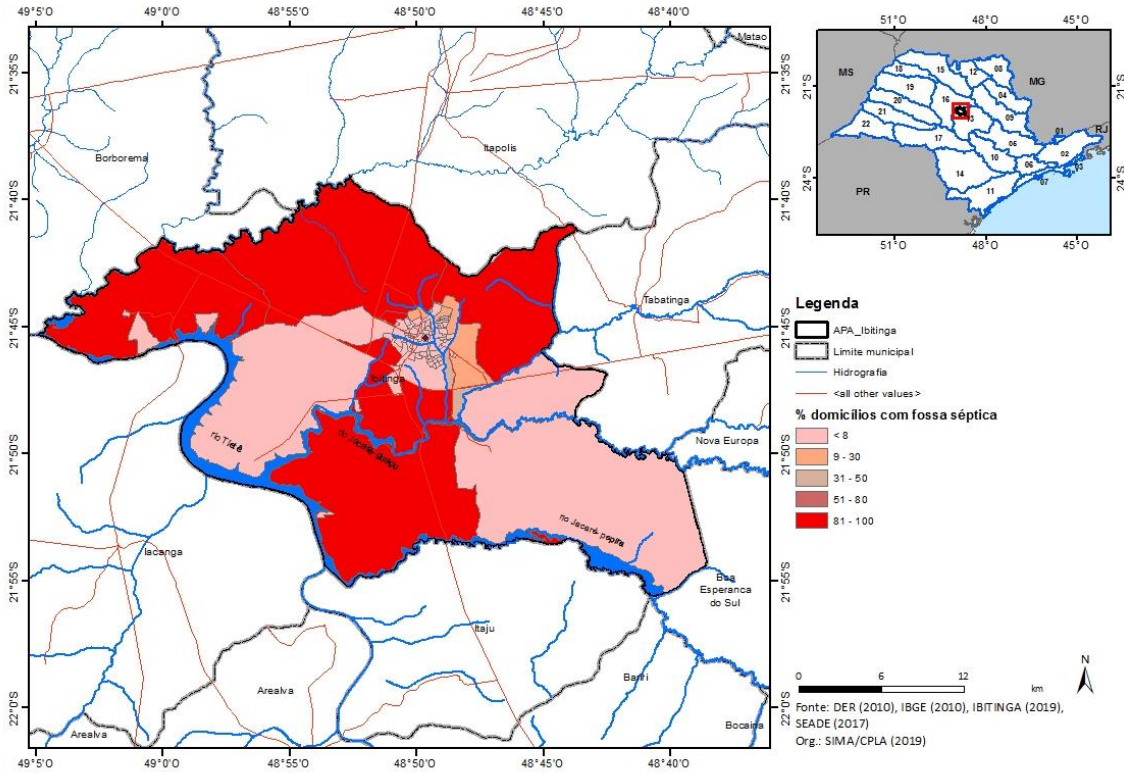 49°5'O
49°0'O
48°55'O
48°50'O
48°45'O
48°40'O
21°35'S
21°40'S
21°45'S
21°50'S
21°55'S
22°0'S
Matao
Borborema
Itapolis
Tabatinga
Ibitinga
rio Tietê
Nova Europa
rio Jacaré pepira
Iacanga
Boa
Esperanca
do Sul
Itaju
Arealva
Bariri
Arealva
Bocaina
21°35'S
21°40'S
21°45'S
21°50'S
21°55'S
22°0'S
49°5'O
49°0'O
48°55'O
48°50'O
48°45'O
48°40'O
51°O
48°O
45°O
21°S
24°S
MS
MG
RJ
PR
18
15
12
08
19
16
04
20
13
09
21
22
17
05
10
06
01
02
03
14
07
11
21°S
24°S
51°O
48°O
45°O
Legenda
APA_Ibitinga
Limite municipal
Hidrografia
<all other values>
% domicílios com fossa séptica
< 8
9 - 30
31 - 50
51 - 80
81 - 100
N
0 6 12
km
Fonte: DER (2010), IBGE (2010), IBITINGA (2019),
SEADE (2017)
Org.: SIMA/CPLA (2019)